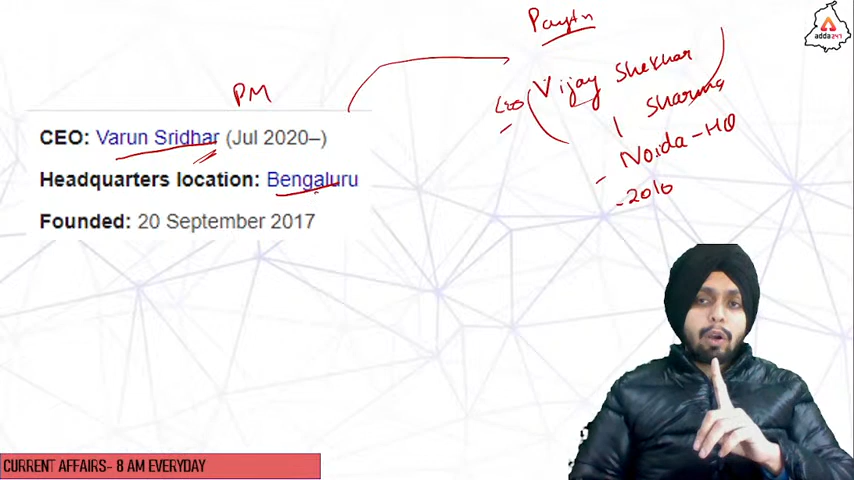 Paytm
adda247
PM
CEO
Vijay Shekhar
Sharma
CEO: Varun Sridhar (Jul 2020–)
- Noida - HQ
Headquarters location: Bengaluru
- 2010
Founded: 20 September 2017
CURRENT AFFAIRS- 8 AM EVERYDAY